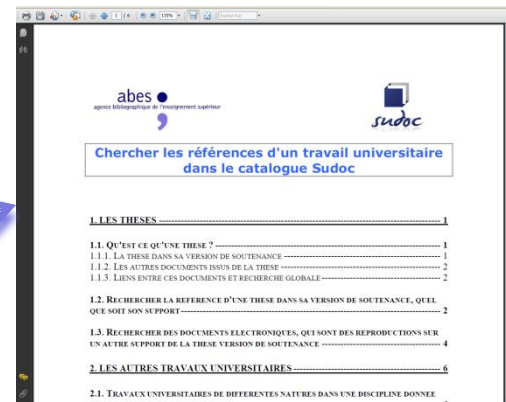 1 / 6
139%
Rechercher
abes
agence bibliographique de l'enseignement supérieur
sudoc
Chercher les références d'un travail universitaire
dans le catalogue Sudoc
1. LES THESES ---------- 1
1.1. QU'EST CE QU'UNE THESE ? ---------- 1
1.1.1. LA THESE DANS SA VERSION DE SOUTENANCE ---------- 1
1.1.2. LES AUTRES DOCUMENTS ISSUS DE LA THESE ---------- 2
1.1.3. LIENS ENTRE CES DOCUMENTS ET RECHERCHE GLOBALE ---------- 2
1.2. RECHERCHER LA REFERENCE D'UNE THESE DANS SA VERSION DE SOUTENANCE, QUEL
QUE SOIT SON SUPPORT ---------- 2
1.3. RECHERCHER DES DOCUMENTS ELECTRONIQUES, QUI SONT DES REPRODUCTIONS SUR
UN AUTRE SUPPORT DE LA THESE VERSION DE SOUTENANCE ---------- 4
2. LES AUTRES TRAVAUX UNIVERSITAIRES ---------- 6
2.1. TRAVAUX UNIVERSITAIRES DE DIFFERENTES NATURES DANS UNE DISCIPLINE DONNEE